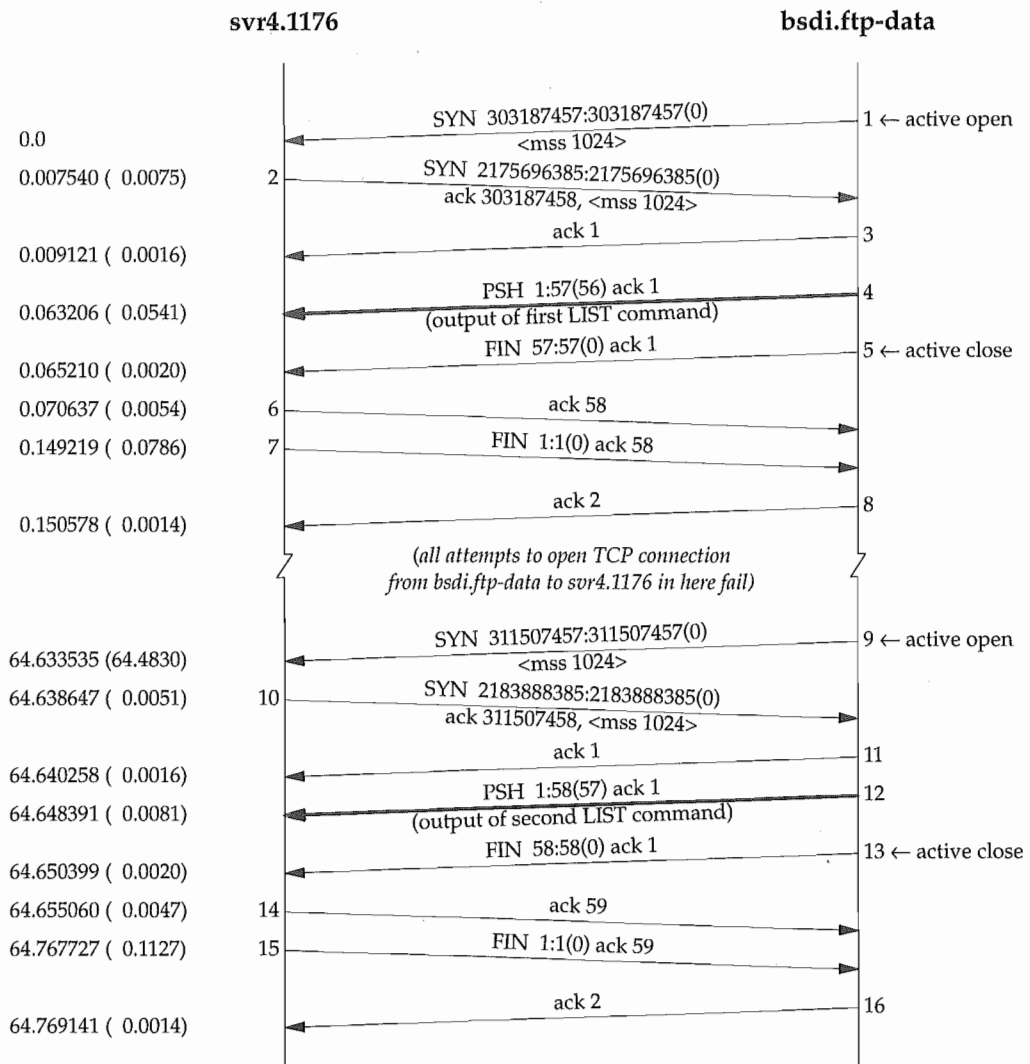 svr4.1176 bsdi.ftp-data
SYN 303187457:303187457(0)
1 ← active open
0.0
<mss 1024>
0.007540 ( 0.0075)
2
SYN 2175696385:2175696385(0)
ack 303187458, <mss 1024>
ack 1
3
0.009121 ( 0.0016)
PSH 1:57(56) ack 1
4
0.063206 ( 0.0541)
(output of first LIST command)
FIN 57:57(0) ack 1
5 ← active close
0.065210 ( 0.0020)
0.070637 ( 0.0054)
6
ack 58
0.149219 ( 0.0786)
7
FIN 1:1(0) ack 58
ack 2
8
0.150578 ( 0.0014)
(all attempts to open TCP connection
from bsdi.ftp-data to svr4.1176 in here fail)
SYN 311507457:311507457(0)
9 ← active open
64.633535 (64.4830)
<mss 1024>
64.638647 ( 0.0051)
10
SYN 2183888385:2183888385(0)
ack 311507458, <mss 1024>
ack 1
11
64.640258 ( 0.0016)
PSH 1:58(57) ack 1
12
64.648391 ( 0.0081)
(output of second LIST command)
FIN 58:58(0) ack 1
13 ← active close
64.650399 ( 0.0020)
64.655060 ( 0.0047)
14
ack 59
64.767727 ( 0.1127)
15
FIN 1:1(0) ack 59
ack 2
16
64.769141 ( 0.0014)